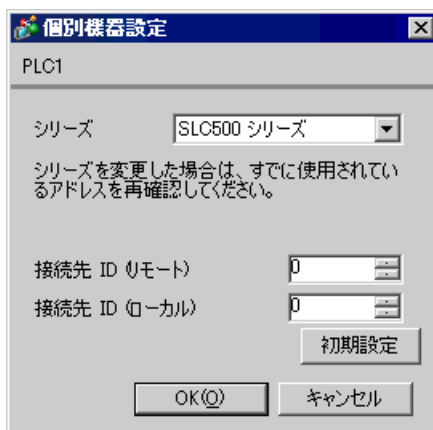 個別機器設定
PLC1
シリーズ
SLC500 シリーズ
シリーズを変更した場合は、すでに使用されてい
るアドレスを再確認してください。
接続先 ID (リモート) 0
接続先 ID (ローカル) 0
初期設定
OK(O) キャンセル